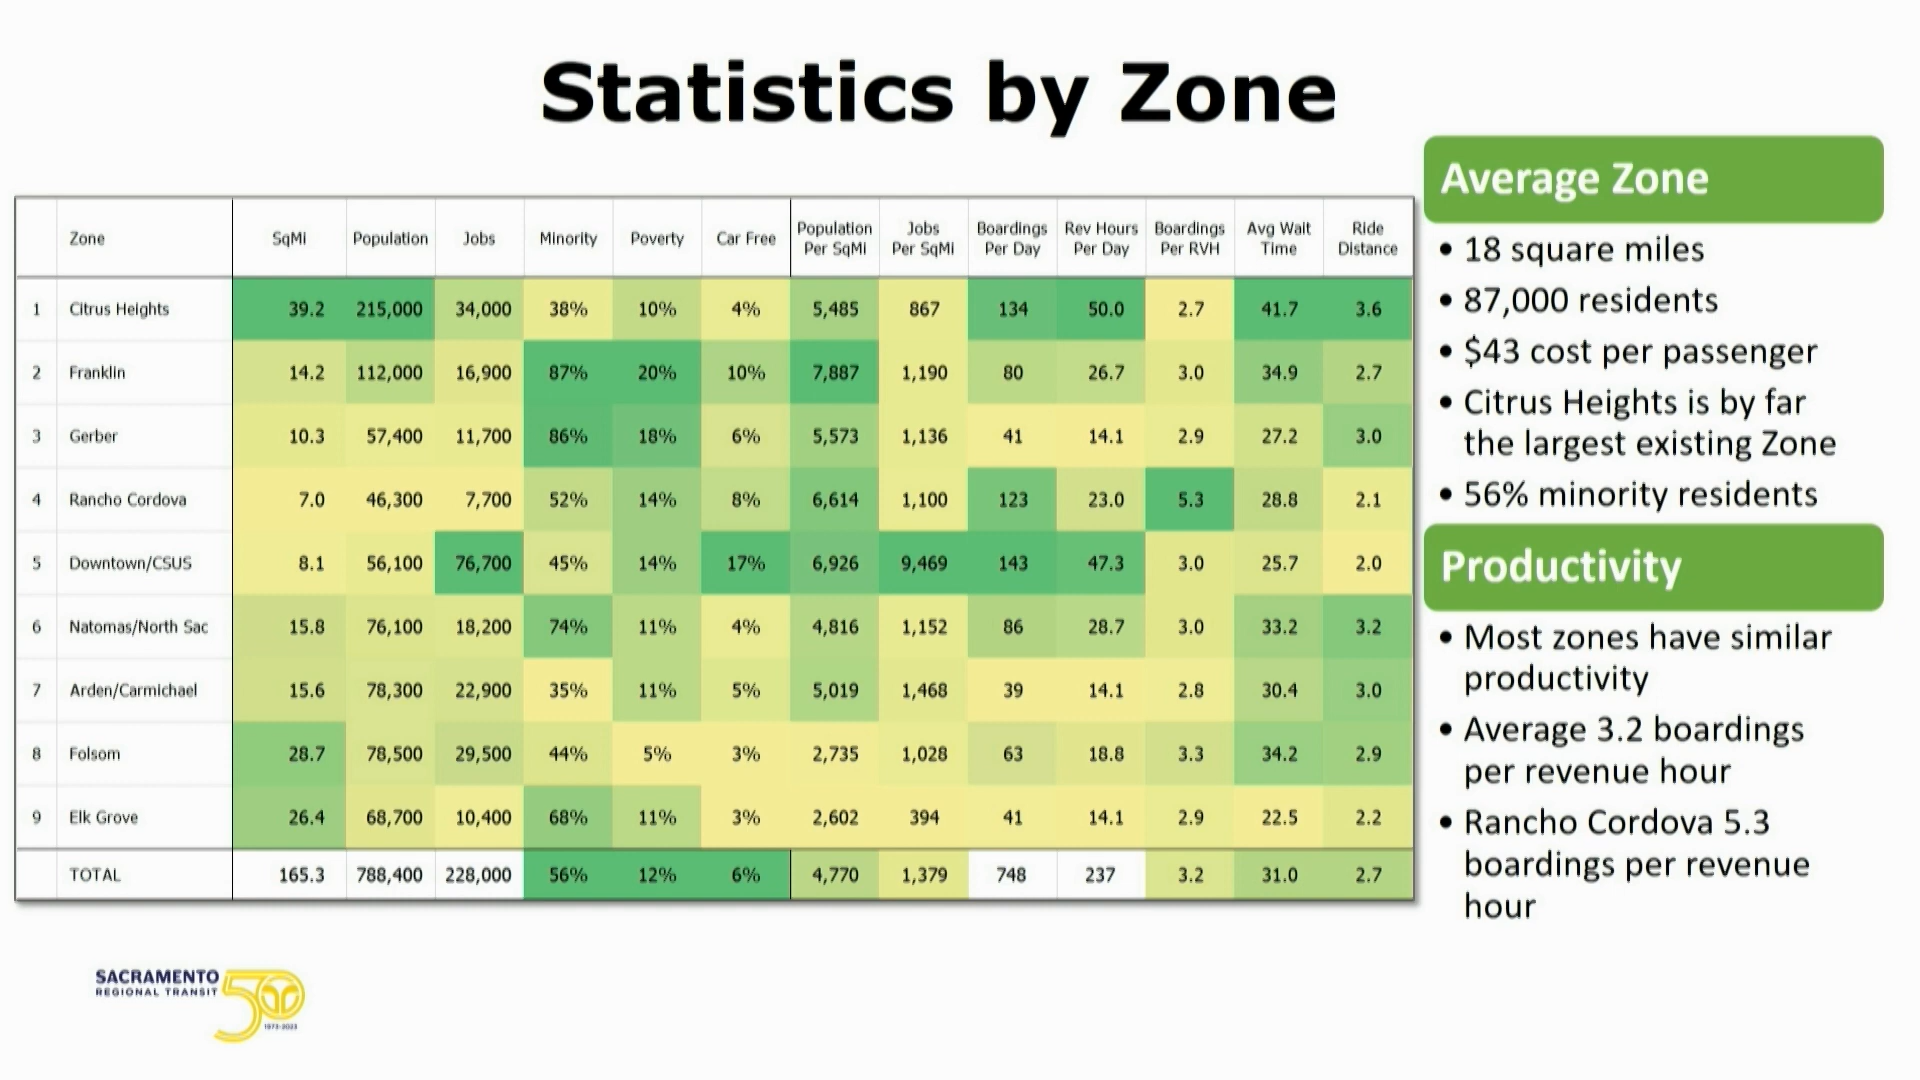 Statistics by Zone
Zone SqMi Population Jobs Minority Poverty Car Free Population Per SqMi Jobs Per SqMi Boardings Per Day Rev Hours Per Day Boardings Per RVH Avg Wait Time Ride Distance
1 Citrus Heights 39.2 215,000 34,000 38% 10% 4% 5,485 867 134 50.0 2.7 41.7 3.6
2 Franklin 14.2 112,000 16,900 87% 20% 10% 7,887 1,190 80 26.7 3.0 34.9 2.7
3 Gerber 10.3 57,400 11,700 86% 18% 6% 5,573 1,136 41 14.1 2.9 27.2 3.0
4 Rancho Cordova 7.0 46,300 7,700 52% 14% 8% 6,614 1,100 123 23.0 5.3 28.8 2.1
5 Downtown/CSUS 8.1 56,100 76,700 45% 14% 17% 6,926 9,469 143 47.3 3.0 25.7 2.0
6 Natomas/North Sac 15.8 76,100 18,200 74% 11% 4% 4,816 1,152 86 28.7 3.0 33.2 3.2
7 Arden/Carmichael 15.6 78,300 22,900 35% 11% 5% 5,019 1,468 39 14.1 2.8 30.4 3.0
8 Folsom 28.7 78,500 29,500 44% 5% 3% 2,735 1,028 63 18.8 3.3 34.2 2.9
9 Elk Grove 26.4 68,700 10,400 68% 11% 3% 2,602 394 41 14.1 2.9 22.5 2.2
TOTAL 165.3 788,400 228,000 56% 12% 6% 4,770 1,379 748 237 3.2 31.0 2.7
Average Zone
• 18 square miles
• 87,000 residents
• $43 cost per passenger
• Citrus Heights is by far
the largest existing Zone
• 56% minority residents
Productivity
• Most zones have similar
productivity
• Average 3.2 boardings
per revenue hour
• Rancho Cordova 5.3
boardings per revenue
hour
SACRAMENTO
REGIONAL TRANSIT
50
1973-2023